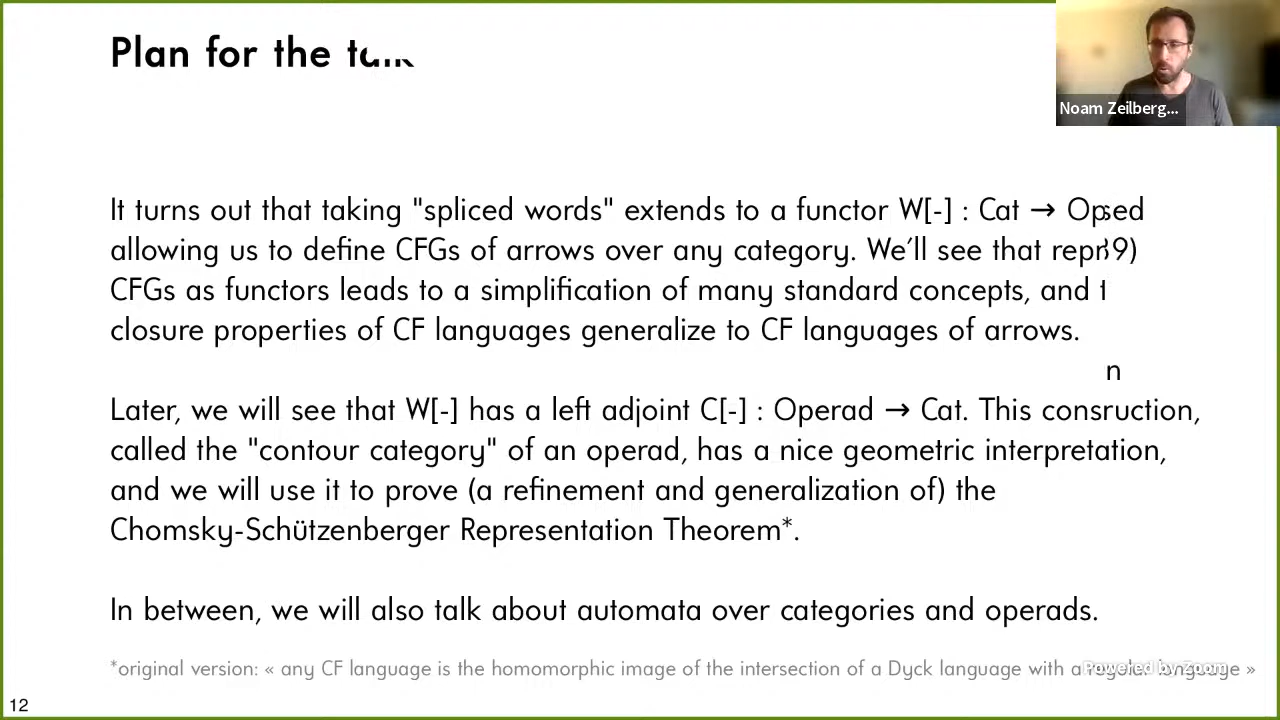 Plan for the
Noam Zeilberg...
It turns out that taking "spliced words" extends to a functor W[-] : Cat →
allowing us to define CFGs of arrows over any category. We'll see that
CFGs as functors leads to a simplification of many standard concepts, and
closure properties of CF languages generalize to CF languages of arrows.
n
Later, we will see that W[-] has a left adjoint C[-] : Operad → Cat. This consruction,
called the "contour category" of an operad, has a nice geometric interpretation,
and we will use it to prove (a refinement and generalization of) the
Chomsky-Schützenberger Representation Theorem*.
In between, we will also talk about automata over categories and operads.
*original version: « any CF language is the homomorphic image of the intersection of a Dyck language with a regular language »
Powered by Zoom
12